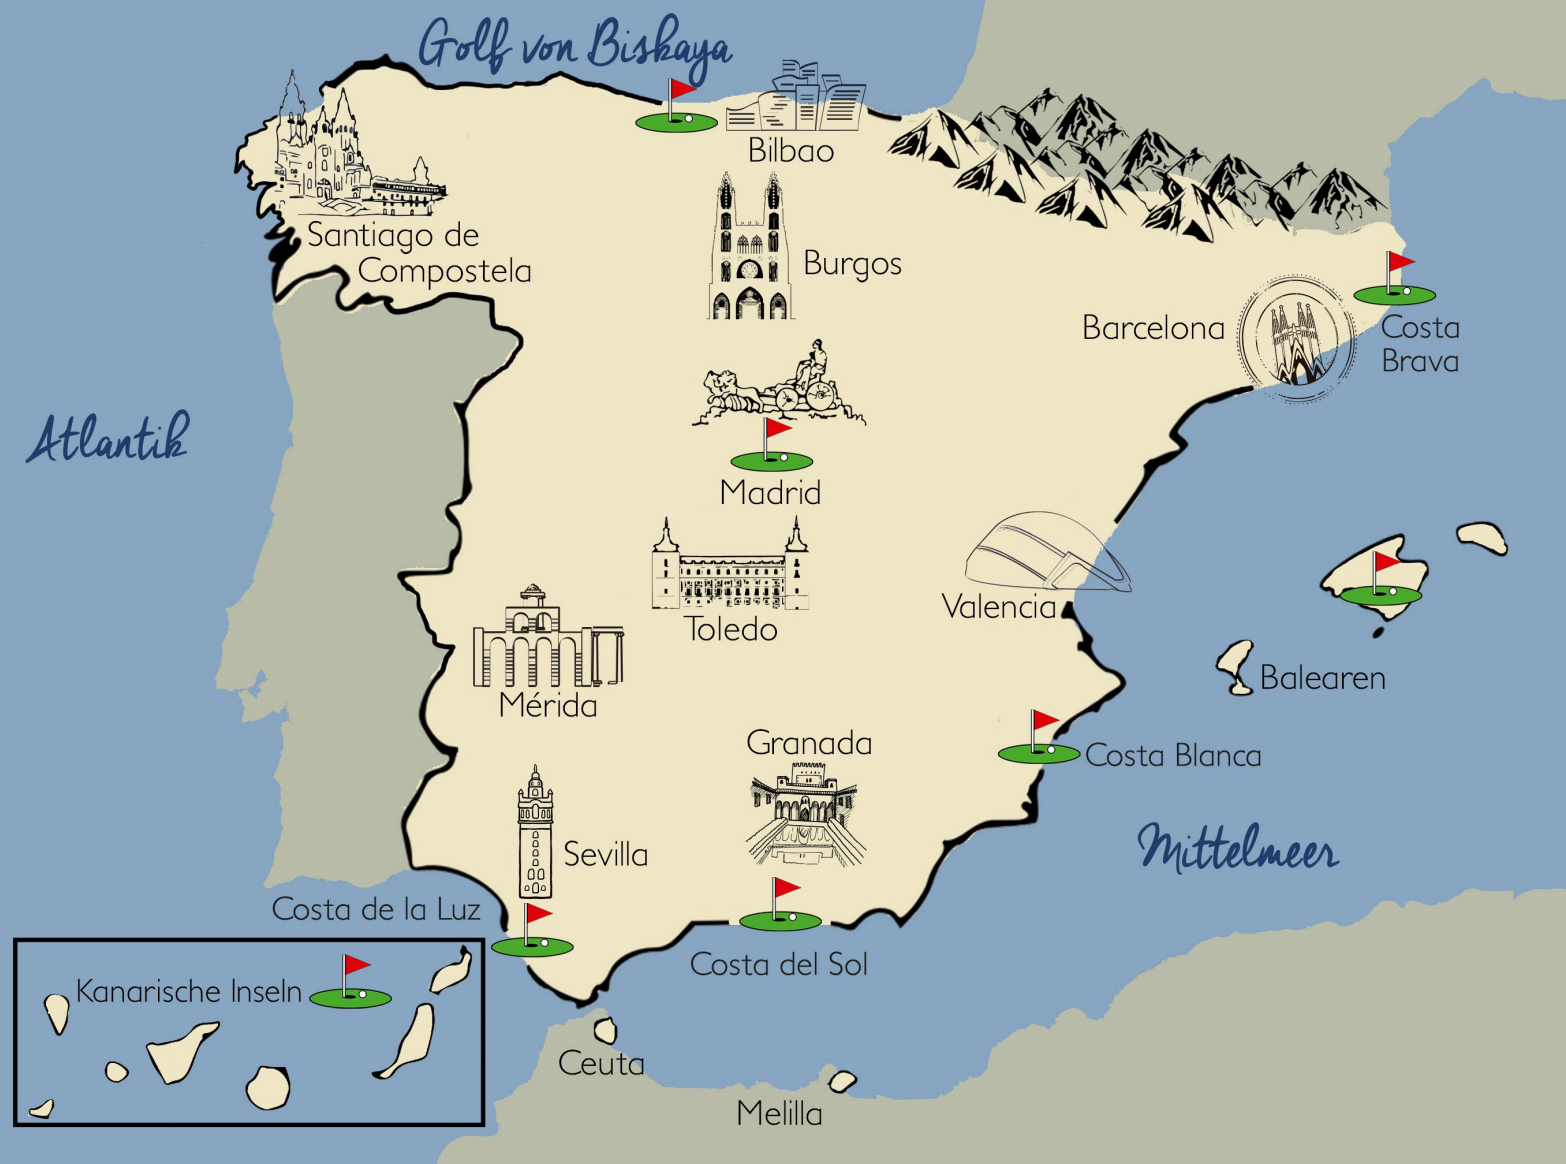 Golf von Biskaya
Bilbao
Santiago de
Compostela
Burgos
Barcelona
Costa
Brava
Atlantik
Madrid
Valencia
Toledo
Balearen
Mérida
Granada
Costa Blanca
Sevilla
Mittelmeer
Costa de la Luz
Costa del Sol
Kanarische Inseln
Ceuta
Melilla